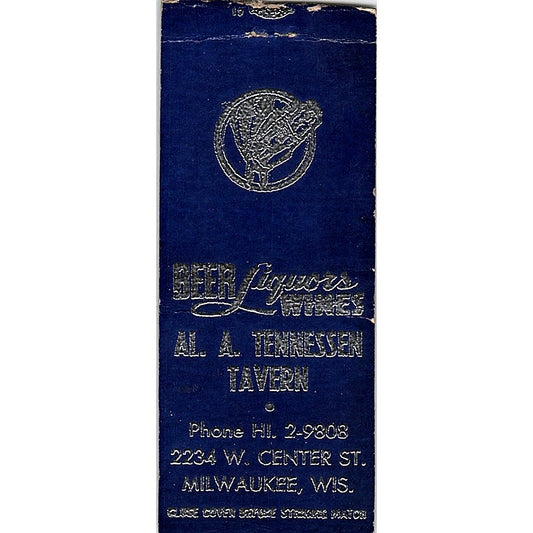 BEER Liquors
WINES
AL. A. TENNESSEN
TAVERN
Phone HI. 2-9808
2234 W. CENTER ST.
MILWAUKEE, WIS.
CLOSE COVER BEFORE STRIKING MATCH